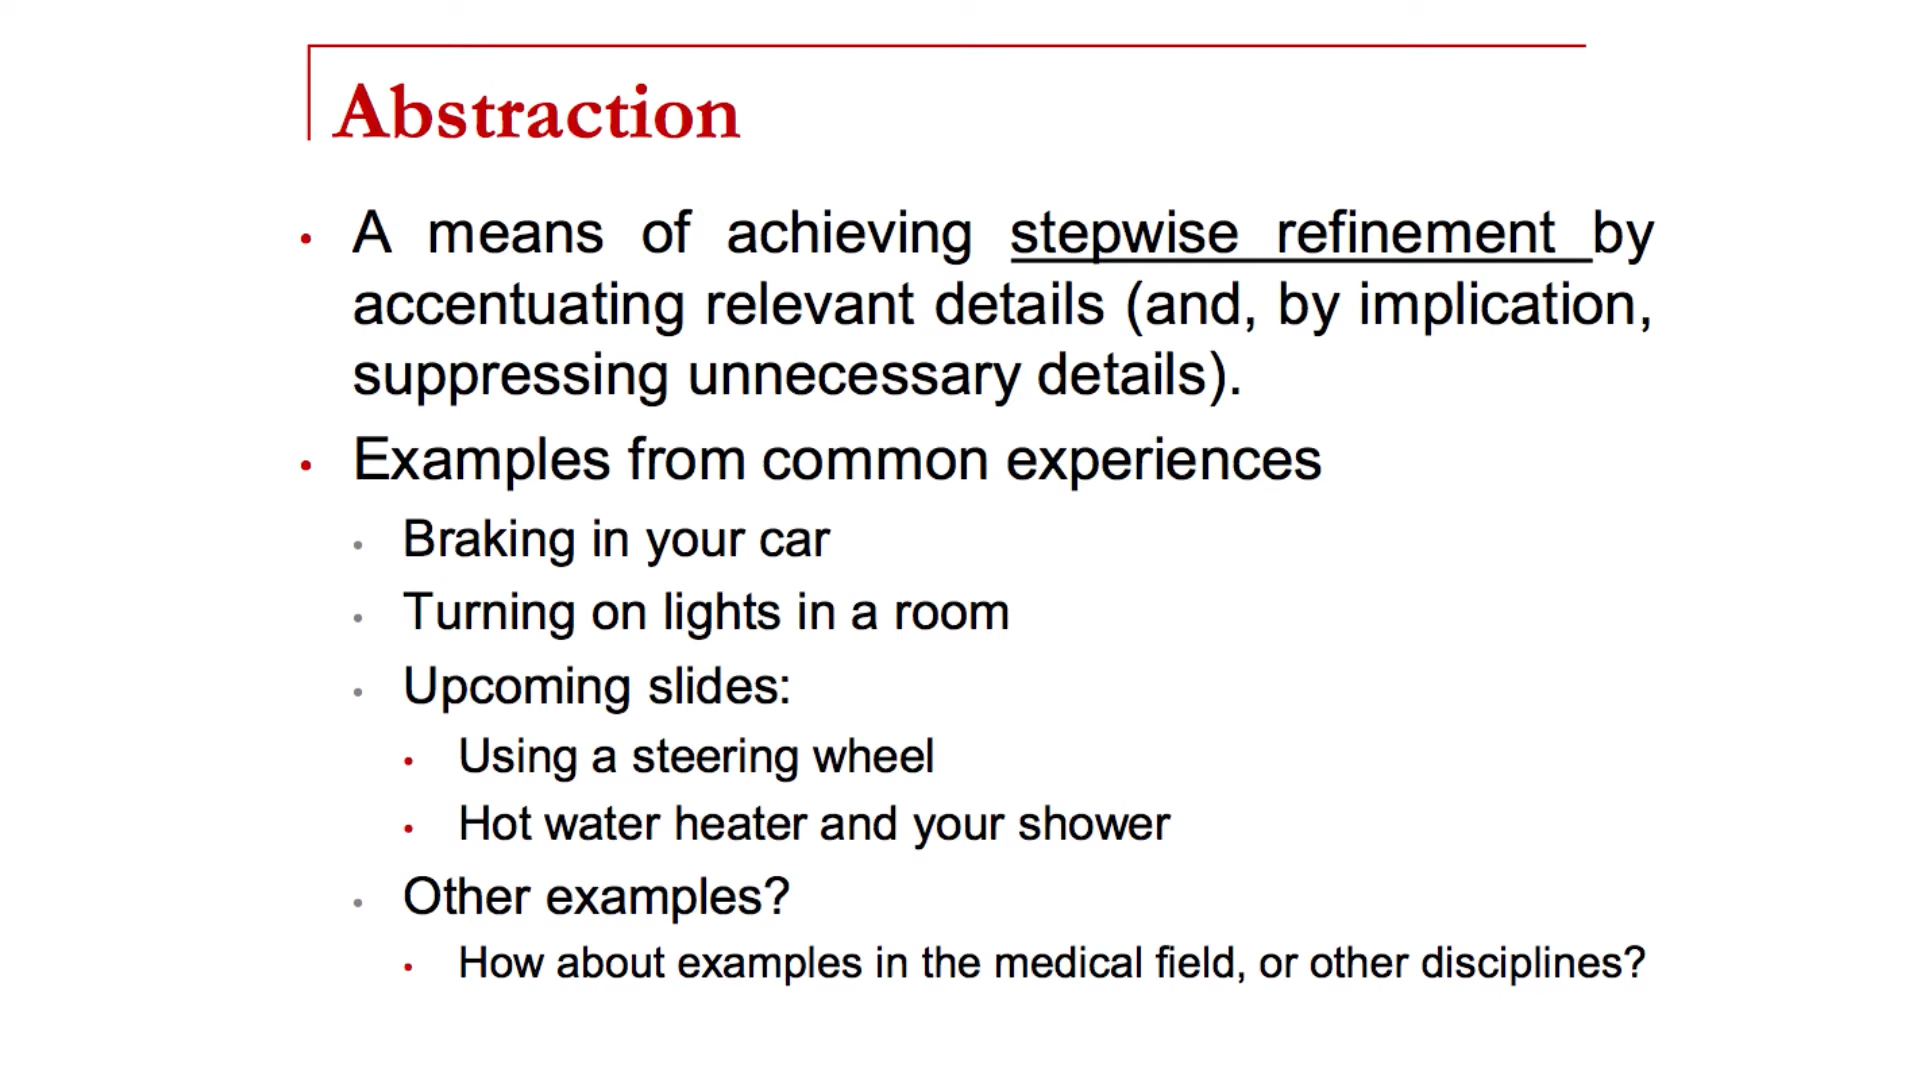 Abstraction
• A means of achieving stepwise refinement by
accentuating relevant details (and, by implication,
suppressing unnecessary details).
• Examples from common experiences
• Braking in your car
• Turning on lights in a room
• Upcoming slides:
• Using a steering wheel
• Hot water heater and your shower
• Other examples?
• How about examples in the medical field, or other disciplines?